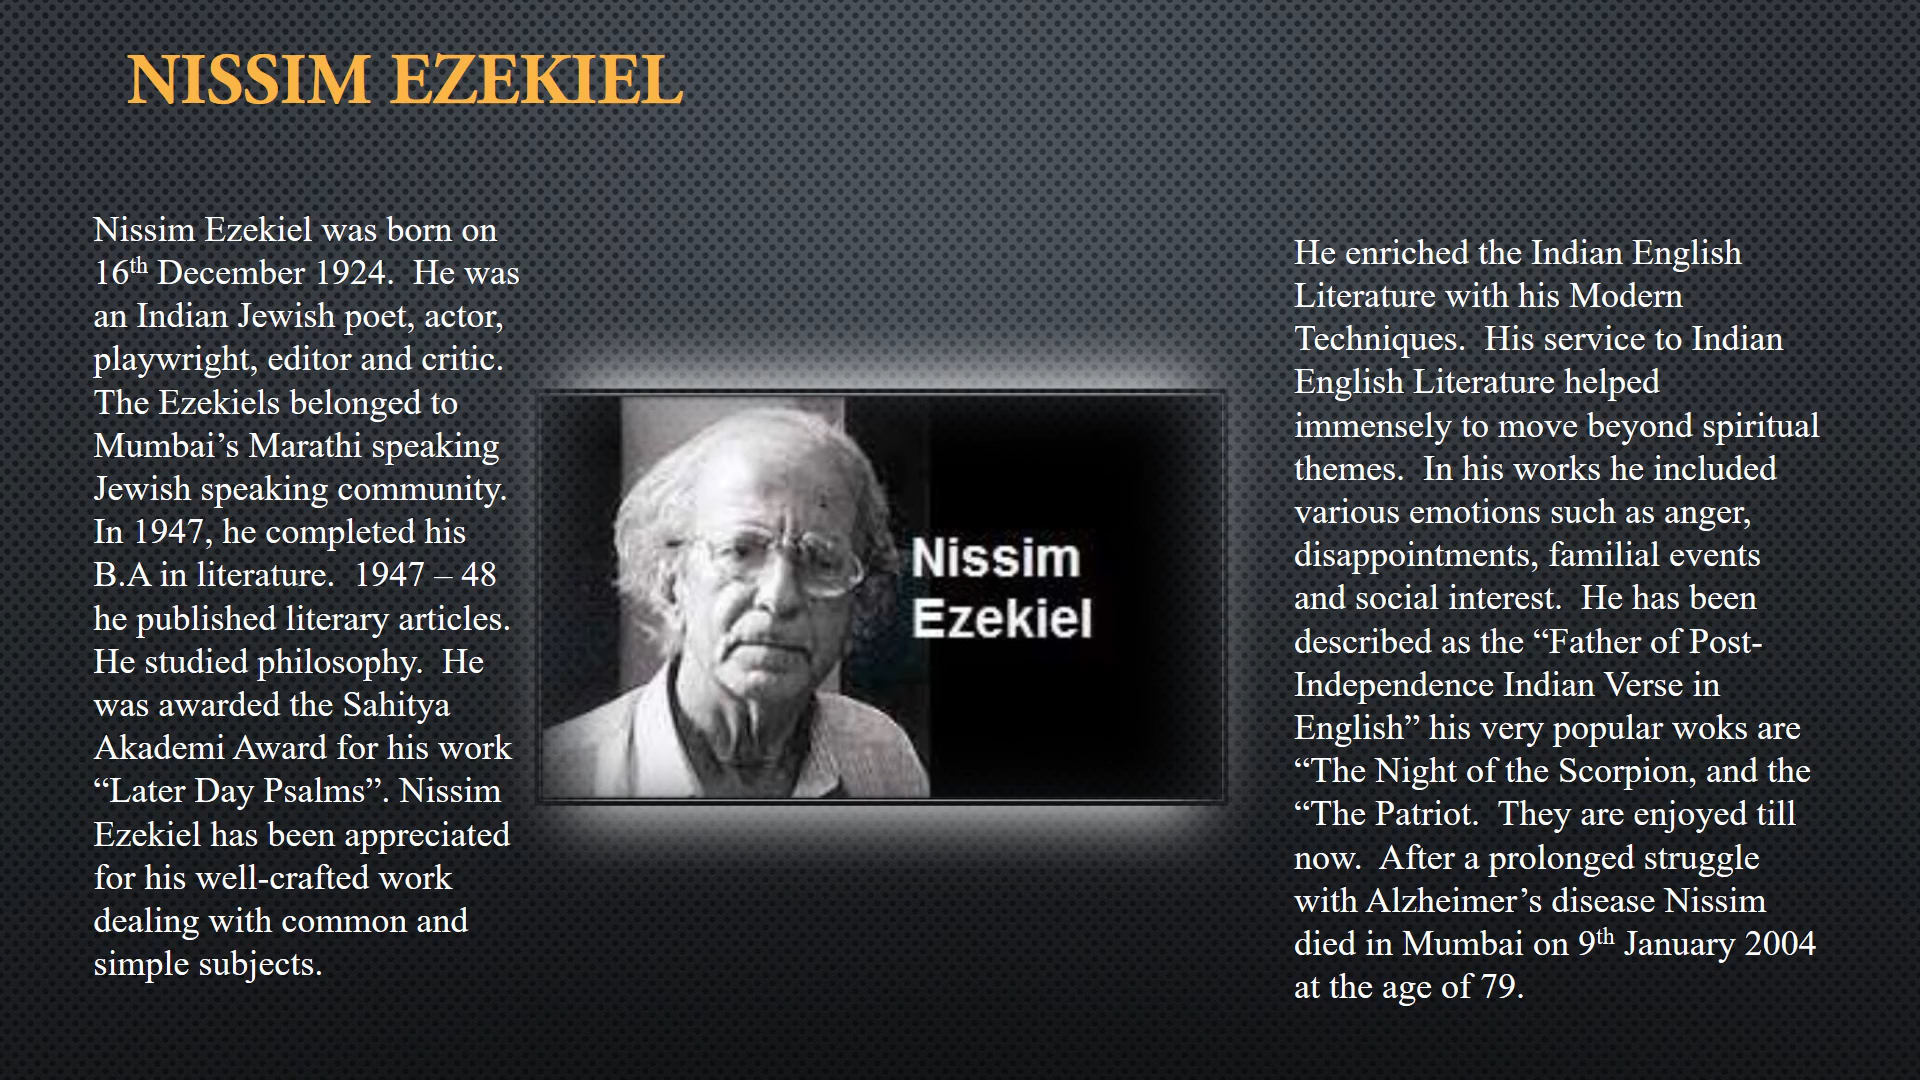 NISSIM EZEKIEL
Nissim Ezekiel was born on
16th December 1924.  He was
an Indian Jewish poet, actor,
playwright, editor and critic.
The Ezekiels belonged to
Mumbai’s Marathi speaking
Jewish speaking community.
In 1947, he completed his
B.A in literature.  1947 – 48
he published literary articles.
He studied philosophy.  He
was awarded the Sahitya
Akademi Award for his work
“Later Day Psalms”. Nissim
Ezekiel has been appreciated
for his well-crafted work
dealing with common and
simple subjects.
Nissim
Ezekiel
He enriched the Indian English
Literature with his Modern
Techniques.  His service to Indian
English Literature helped
immensely to move beyond spiritual
themes.  In his works he included
various emotions such as anger,
disappointments, familial events
and social interest.  He has been
described as the “Father of Post-
Independence Indian Verse in
English” his very popular woks are
“The Night of the Scorpion, and the
“The Patriot.  They are enjoyed till
now.  After a prolonged struggle
with Alzheimer’s disease Nissim
died in Mumbai on 9th January 2004
at the age of 79.